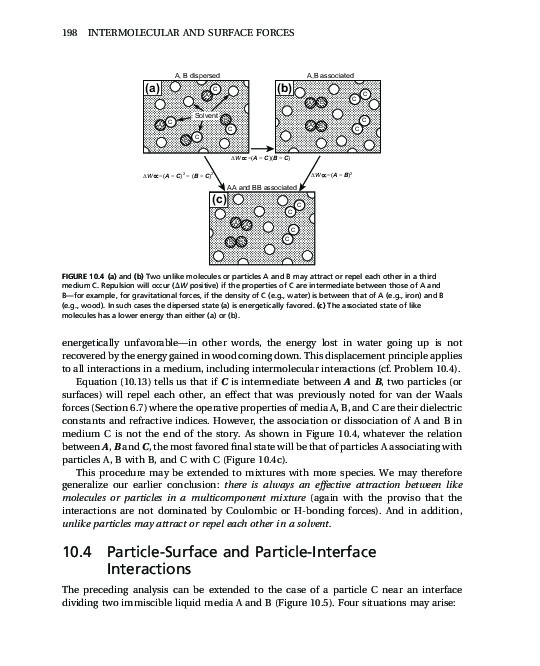 198 INTERMOLECULAR AND SURFACE FORCES
A, B dispersed
A,B associated
(a)
(b)
C
C
C
C
C
C
C
C
Solvent
ΔW∝−(A − C)(B − C)
ΔW∝−(A − C)²− (B − C)²
ΔW∝−(A − B)²
AA and BB associated
(c)
C
C
C
C
FIGURE 10.4 (a) and (b) Two unlike molecules or particles A and B may attract or repel each other in a third
medium C. Repulsion will occur (ΔW positive) if the properties of C are intermediate between those of A and
B—for example, for gravitational forces, if the density of C (e.g., water) is between that of A (e.g., iron) and B
(e.g., wood). In such cases the dispersed state (a) is energetically favored. (c) The associated state of like
molecules has a lower energy than either (a) or (b).
energetically unfavorable—in other words, the energy lost in water going up is not
recovered by the energy gained in wood coming down. This displacement principle applies
to all interactions in a medium, including intermolecular interactions (cf. Problem 10.4).
Equation (10.13) tells us that if C is intermediate between A and B, two particles (or
surfaces) will repel each other, an effect that was previously noted for van der Waals
forces (Section 6.7) where the operative properties of media A, B, and C are their dielectric
constants and refractive indices. However, the association or dissociation of A and B in
medium C is not the end of the story. As shown in Figure 10.4, whatever the relation
between A, B and C, the most favored final state will be that of particles A associating with
particles A, B with B, and C with C (Figure 10.4c).
This procedure may be extended to mixtures with more species. We may therefore
generalize our earlier conclusion: there is always an effective attraction between like
molecules or particles in a multicomponent mixture (again with the proviso that the
interactions are not dominated by Coulombic or H-bonding forces). And in addition,
unlike particles may attract or repel each other in a solvent.
10.4 Particle-Surface and Particle-Interface
Interactions
The preceding analysis can be extended to the case of a particle C near an interface
dividing two immiscible liquid media A and B (Figure 10.5). Four situations may arise: